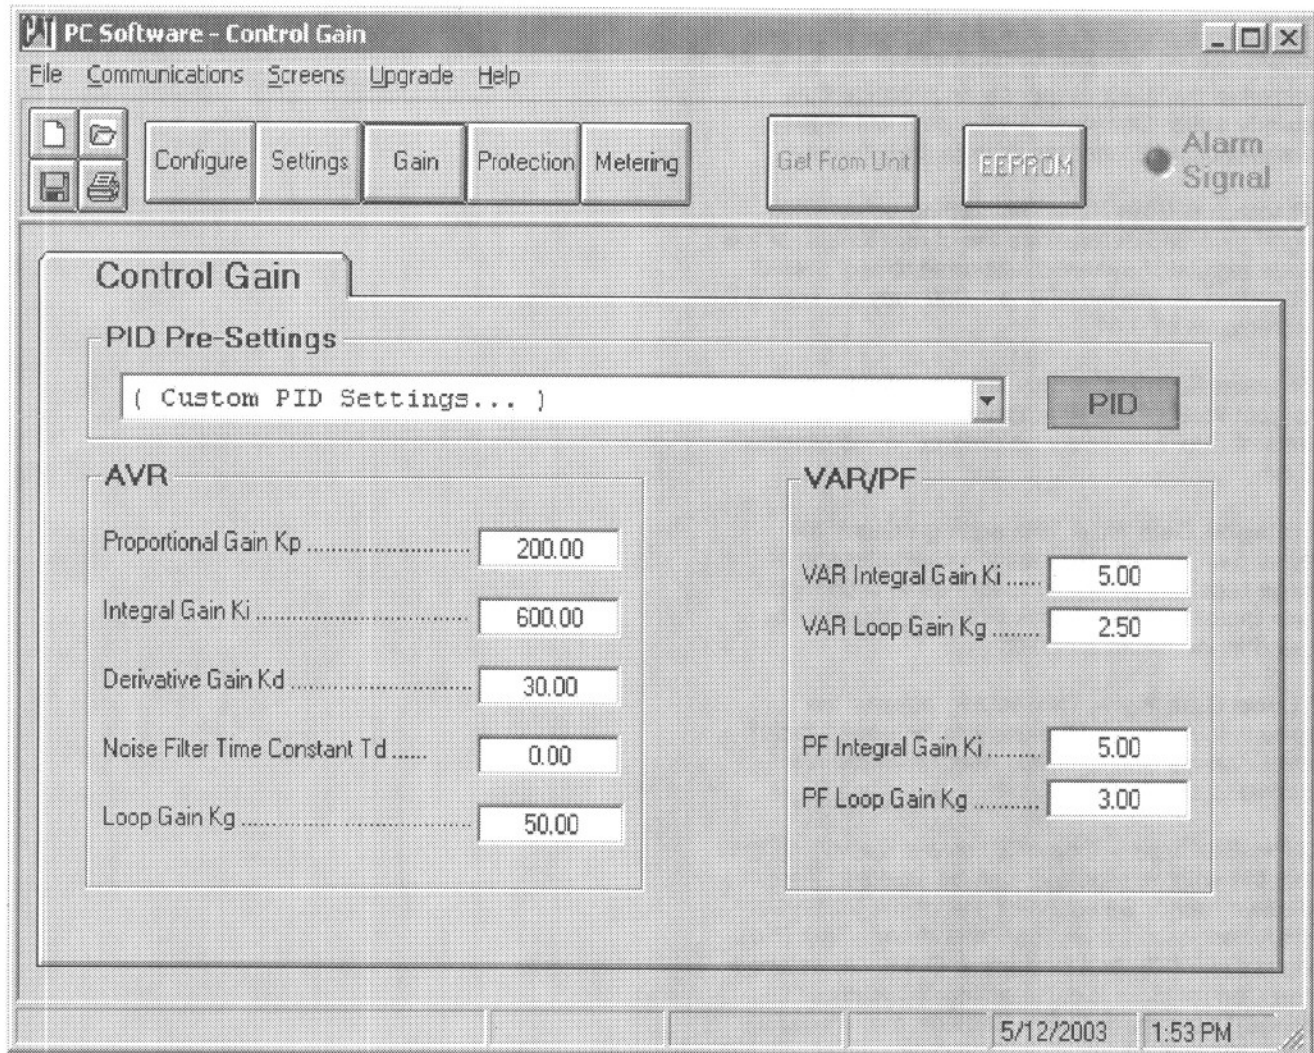 CAT PC Software - Control Gain
File Communications Screens Upgrade Help
Configure Settings Gain Protection Metering Get From Unit EEPROM Alarm Signal
Control Gain
PID Pre-Settings
( Custom PID Settings... ) PID
AVR
Proportional Gain Kp .......................... 200.00
Integral Gain Ki ................................. 600.00
Derivative Gain Kd ............................ 30.00
Noise Filter Time Constant Td ...... 0.00
Loop Gain Kg .................................... 50.00
VAR/PF
VAR Integral Gain Ki ...... 5.00
VAR Loop Gain Kg ........ 2.50
PF Integral Gain Ki ......... 5.00
PF Loop Gain Kg ........... 3.00
5/12/2003 1:53 PM